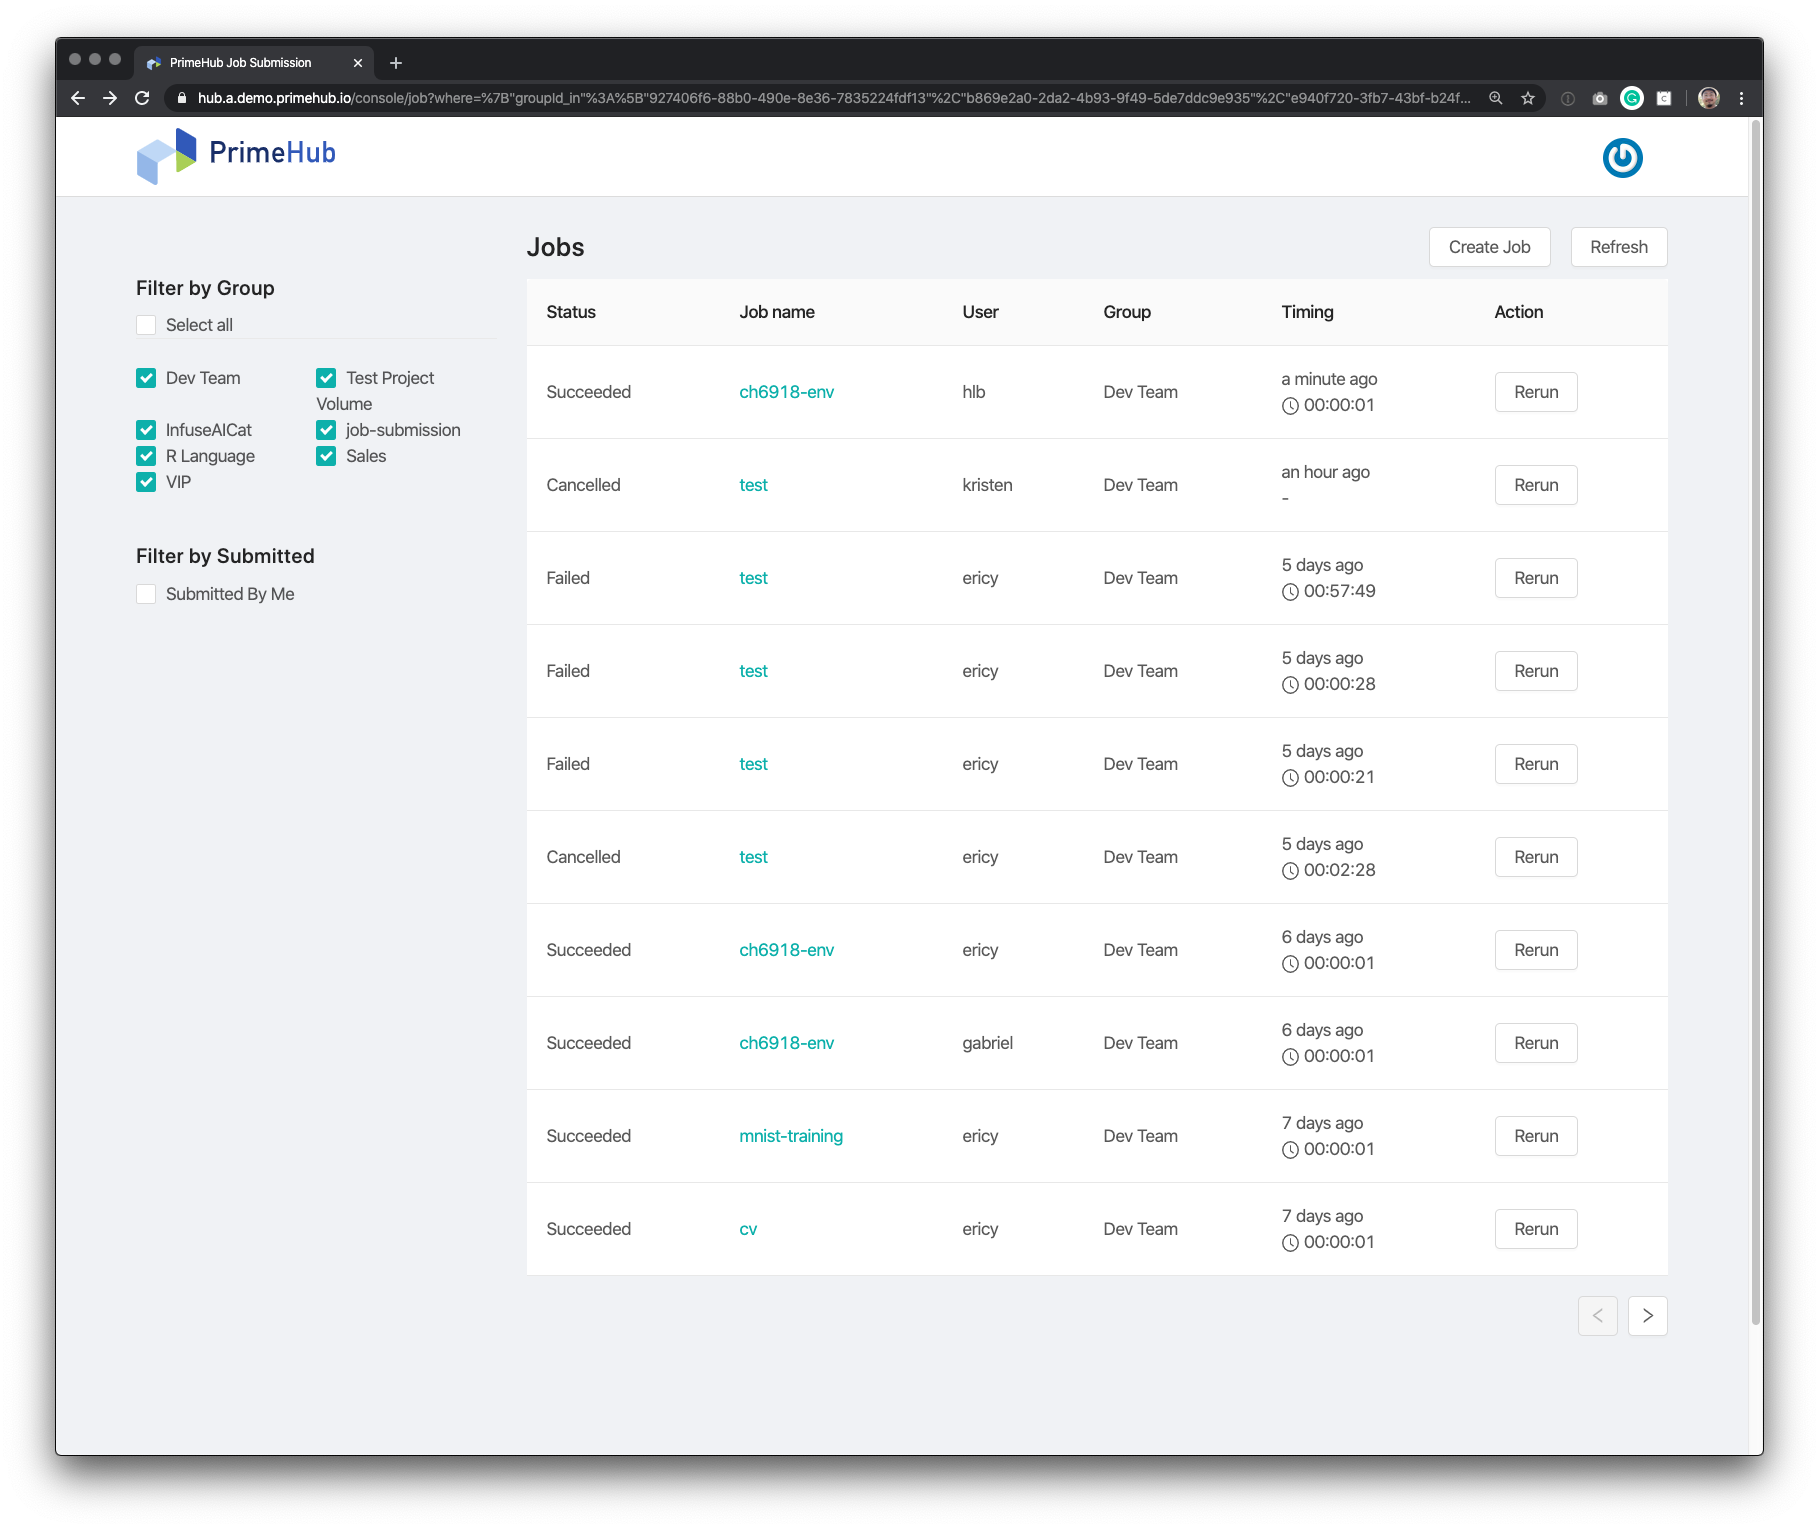 PrimeHub Job Submission
hub.a.demo.primehub.io/console/job?where=%7B"groupId_in"%3A%5B"927406f6-88b0-490e-8e36-7835224fdf13"%2C"b869e2a0-2da2-4b93-9f49-5de7ddc9e935"%2C"e940f720-3fb7-43bf-b24f...
PrimeHub
Jobs
Create Job
Refresh
Filter by Group
Select all
Dev Team
Test Project Volume
InfuseAICat
job-submission
R Language
Sales
VIP
Filter by Submitted
Submitted By Me
Status Job name User Group Timing Action
Succeeded ch6918-env hlb Dev Team a minute ago 00:00:01 Rerun
Cancelled test kristen Dev Team an hour ago - Rerun
Failed test ericy Dev Team 5 days ago 00:57:49 Rerun
Failed test ericy Dev Team 5 days ago 00:00:28 Rerun
Failed test ericy Dev Team 5 days ago 00:00:21 Rerun
Cancelled test ericy Dev Team 5 days ago 00:02:28 Rerun
Succeeded ch6918-env ericy Dev Team 6 days ago 00:00:01 Rerun
Succeeded ch6918-env gabriel Dev Team 6 days ago 00:00:01 Rerun
Succeeded mnist-training ericy Dev Team 7 days ago 00:00:01 Rerun
Succeeded cv ericy Dev Team 7 days ago 00:00:01 Rerun